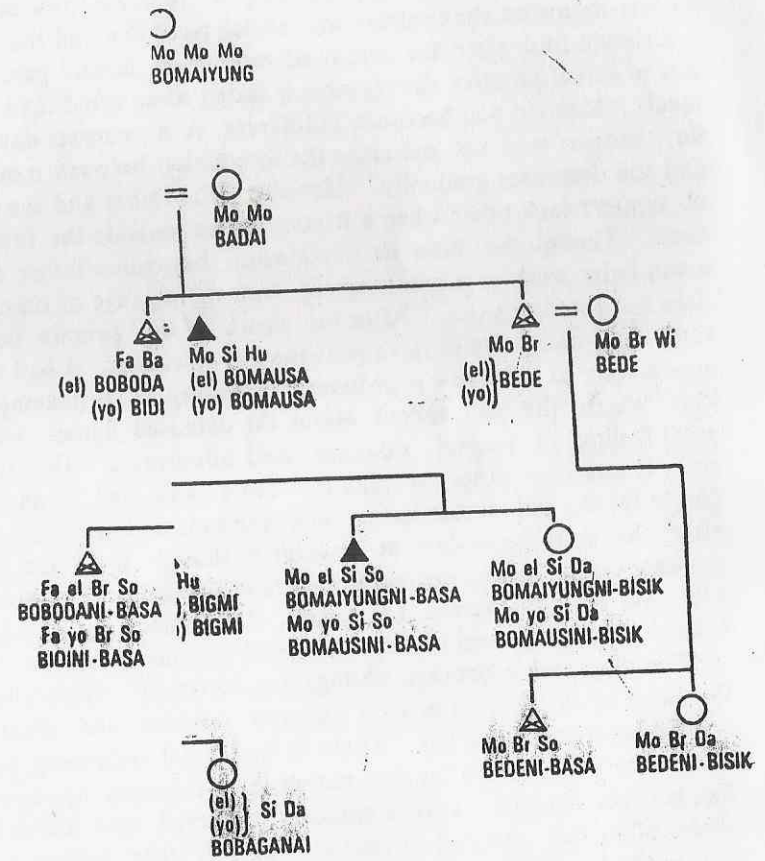 Mo Mo Mo
BOMAIYUNG
Mo Mo
BADAI
Fa Ba
(el) BOBODA
(yo) BIDI
Mo Si Hu
(el) BOMAUSA
(yo) BOMAUSA
Mo Br
(el)
(yo)
BEDE
Mo Br Wi
BEDE
Fa el Br So
BOBODANI-BASA
Fa yo Br So
BIDINI-BASA
Hu
) BIGMI
) BIGMI
Mo el Si So
BOMAIYUNGNI-BASA
Mo yo Si So
BOMAUSINI-BASA
Mo el Si Da
BOMAIYUNGNI-BISIK
Mo yo Si Da
BOMAUSINI-BISIK
Mo Br So
BEDENI-BASA
Mo Br Da
BEDENI-BISIK
(el)
(yo)
Si Da
BOBAGANAI